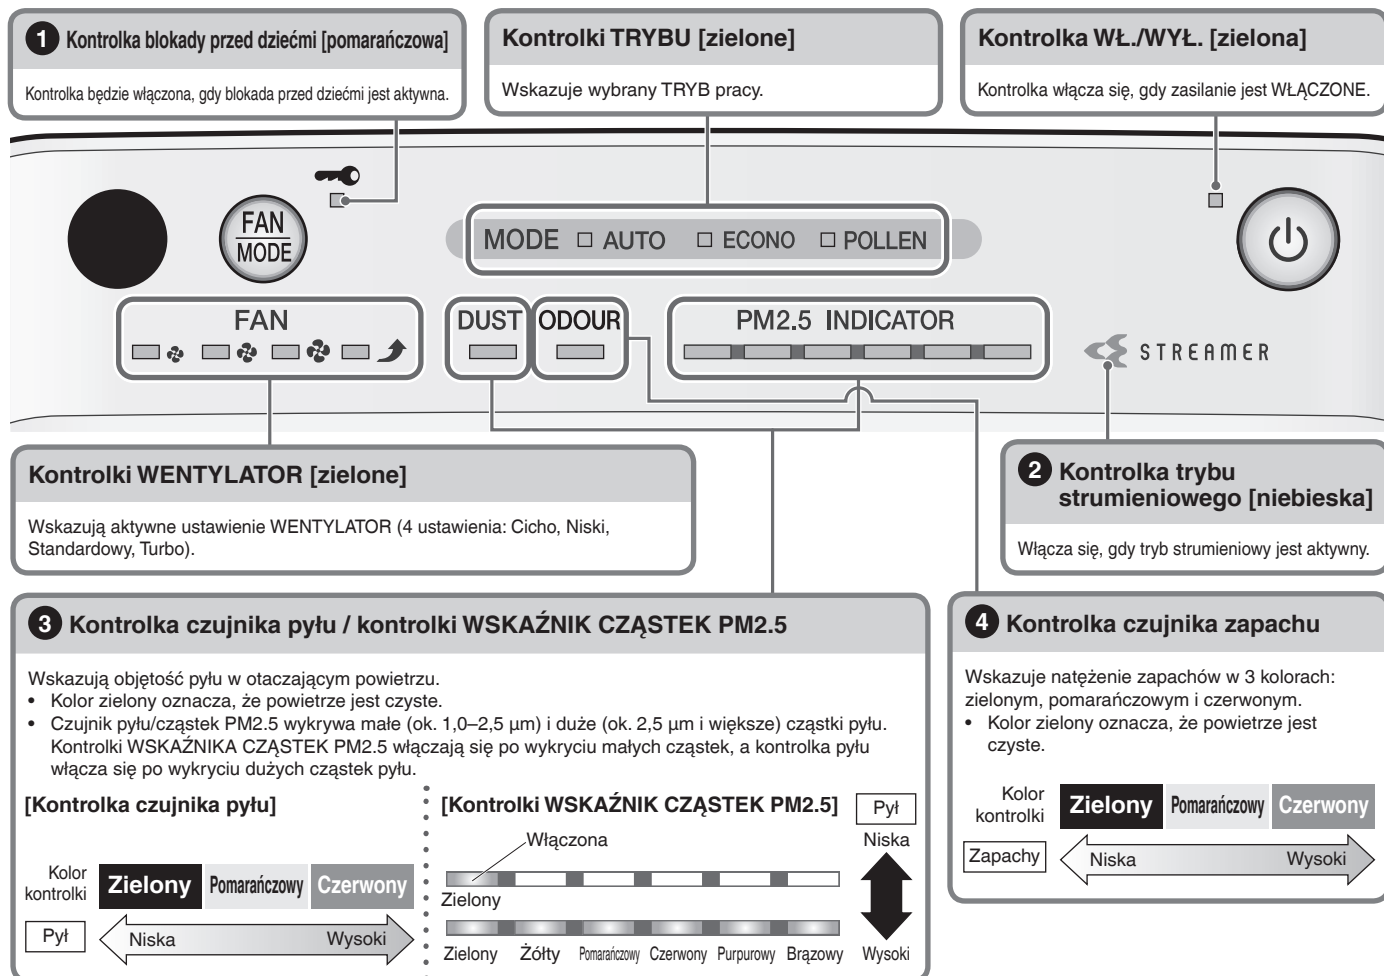 1 Kontrolka blokady przed dziećmi [pomarańczowa]
Kontrolka będzie włączona, gdy blokada przed dziećmi jest aktywna.
Kontrolki TRYBU [zielone]
Wskazuje wybrany TRYB pracy.
Kontrolka WŁ./WYŁ. [zielona]
Kontrolka włącza się, gdy zasilanie jest WŁĄCZONE.
FAN
MODE
MODE AUTO ECONO POLLEN
FAN
DUST
ODOUR
PM2.5 INDICATOR
STREAMER
Kontrolki WENTYLATOR [zielone]
Wskazują aktywne ustawienie WENTYLATOR (4 ustawienia: Cicho, Niski,
Standardowy, Turbo).
2 Kontrolka trybu
strumieniowego [niebieska]
Włącza się, gdy tryb strumieniowy jest aktywny.
3 Kontrolka czujnika pyłu / kontrolki WSKAŹNIK CZĄSTEK PM2.5
Wskazują objętość pyłu w otaczającym powietrzu.
• Kolor zielony oznacza, że powietrze jest czyste.
• Czujnik pyłu/cząstek PM2.5 wykrywa małe (ok. 1,0–2,5 µm) i duże (ok. 2,5 µm i większe) cząstki pyłu.
Kontrolki WSKAŹNIKA CZĄSTEK PM2.5 włączają się po wykryciu małych cząstek, a kontrolka pyłu
włącza się po wykryciu dużych cząstek pyłu.
[Kontrolka czujnika pyłu]
Kolor
kontrolki
Zielony Pomarańczowy Czerwony
Pył
Niska Wysoki
[Kontrolki WSKAŹNIK CZĄSTEK PM2.5]
Włączona
Zielony
Zielony Żółty Pomarańczowy Czerwony Purpurowy Brązowy
Pył
Niska
Wysoki
4 Kontrolka czujnika zapachu
Wskazuje natężenie zapachów w 3 kolorach:
zielonym, pomarańczowym i czerwonym.
• Kolor zielony oznacza, że powietrze jest
czyste.
Kolor
kontrolki
Zielony Pomarańczowy Czerwony
Zapachy
Niska Wysoki